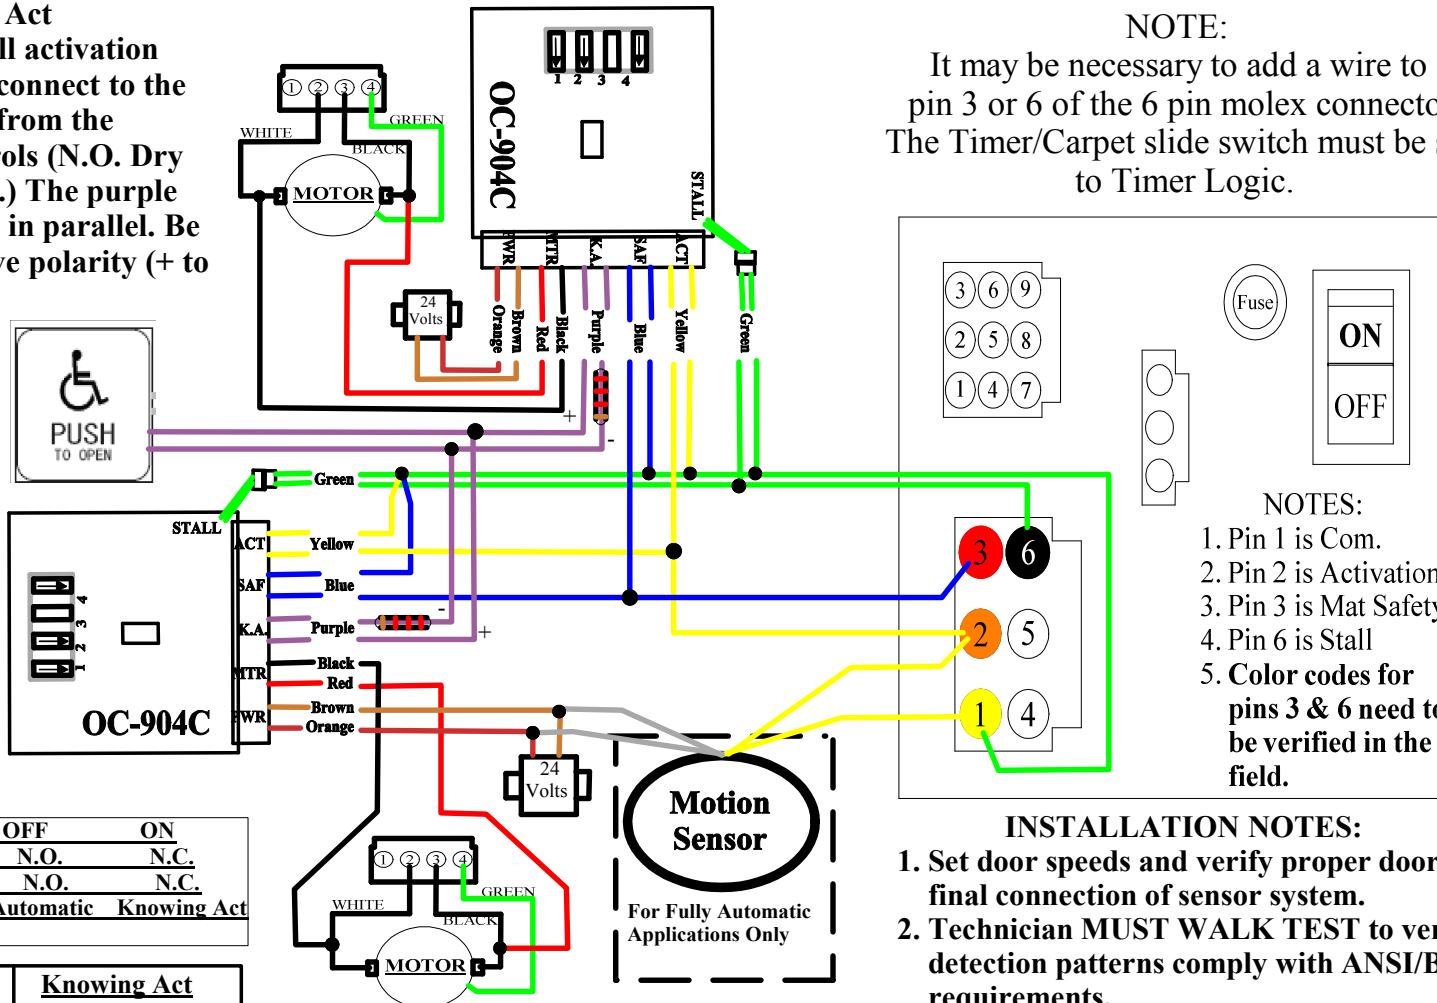 Act
ll activation
connect to the
from the
rols (N.O. Dry
.) The purple
in parallel. Be
ve polarity (+ to
NOTE:
It may be necessary to add a wire to
pin 3 or 6 of the 6 pin molex connecto
The Timer/Carpet slide switch must be s
to Timer Logic.
1 2 3 4
WHITE
GREEN
BLACK
MOTOR
1 2 3 4
OC-904C
STALL
PWR
MTR
K.A.
SAF
ACT
24
Volts
Orange
Brown
Red
Black
Purple
Blue
Yellow
Green
+
-
PUSH
TO OPEN
3 6 9
2 5 8
1 4 7
Fuse
ON
OFF
STALL
Green
ACT
Yellow
SAF
Blue
K.A.
Purple
-
+
MTR
Black
Red
PWR
Brown
Orange
4
3
2
1
OC-904C
3 6
2 5
1 4
NOTES:
1. Pin 1 is Com.
2. Pin 2 is Activation
3. Pin 3 is Mat Safety
4. Pin 6 is Stall
5. Color codes for
pins 3 & 6 need to
be verified in the
field.
24
Volts
Motion
Sensor
For Fully Automatic
Applications Only
1 2 3 4
WHITE
GREEN
BLACK
MOTOR
OFF ON
N.O. N.C.
N.O. N.C.
Automatic Knowing Act
Knowing Act
INSTALLATION NOTES:
1. Set door speeds and verify proper door
final connection of sensor system.
2. Technician MUST WALK TEST to ver
detection patterns comply with ANSI/B
requirements.